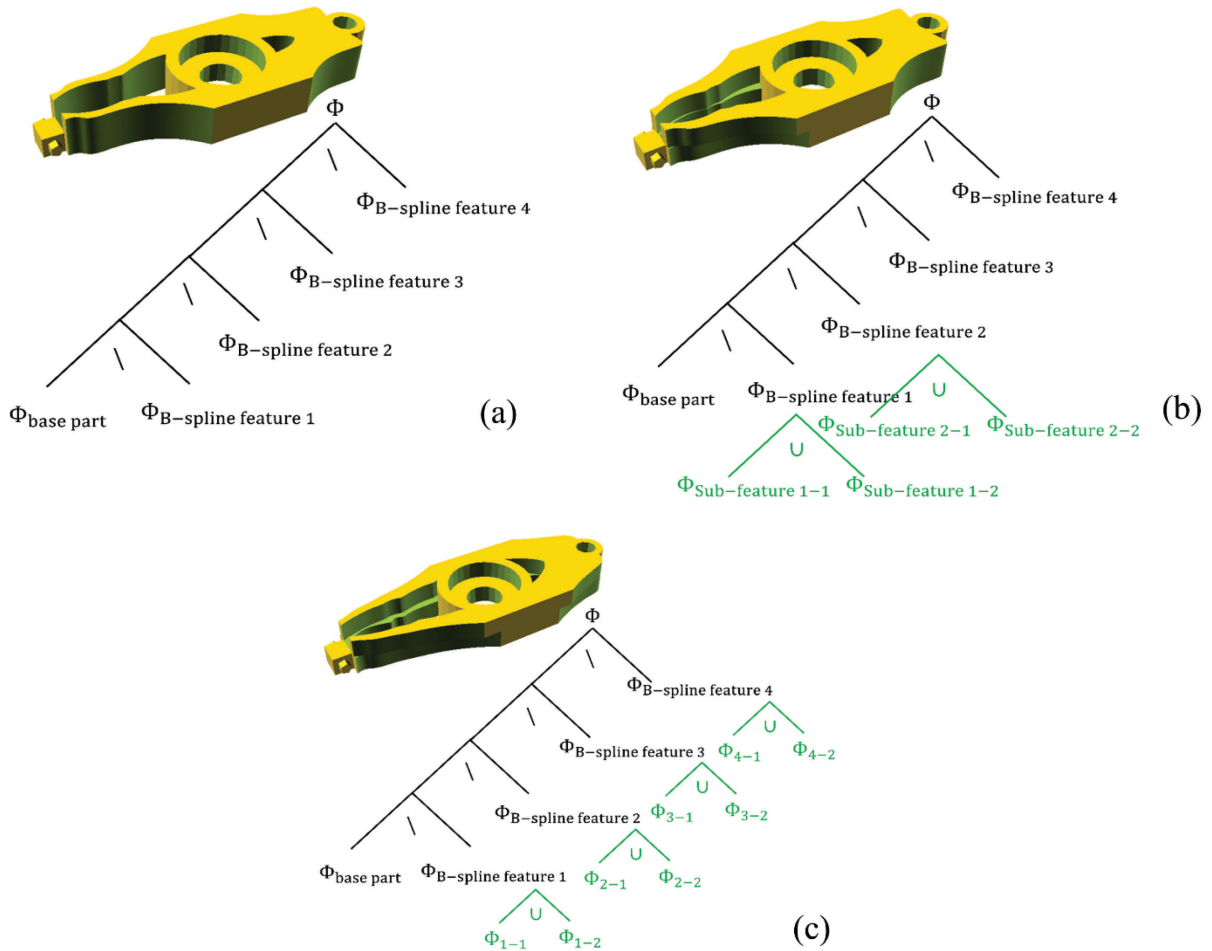 Φ
\
Φ_B−spline feature 4
\
Φ_B−spline feature 3
\
Φ_B−spline feature 2
\
Φ_base part Φ_B−spline feature 1
(a)
Φ
\
Φ_B−spline feature 4
\
Φ_B−spline feature 3
\
Φ_B−spline feature 2
\
Φ_base part Φ_B−spline feature 1
∪
Φ_Sub−feature 2−1 Φ_Sub−feature 2−2
∪
Φ_Sub−feature 1−1 Φ_Sub−feature 1−2
(b)
Φ
\
Φ_B−spline feature 4
\
∪
Φ_B−spline feature 3 Φ_4−1 Φ_4−2
\
∪
Φ_B−spline feature 2 Φ_3−1 Φ_3−2
\
∪
Φ_base part Φ_B−spline feature 1 Φ_2−1 Φ_2−2
∪
Φ_1−1 Φ_1−2
(c)